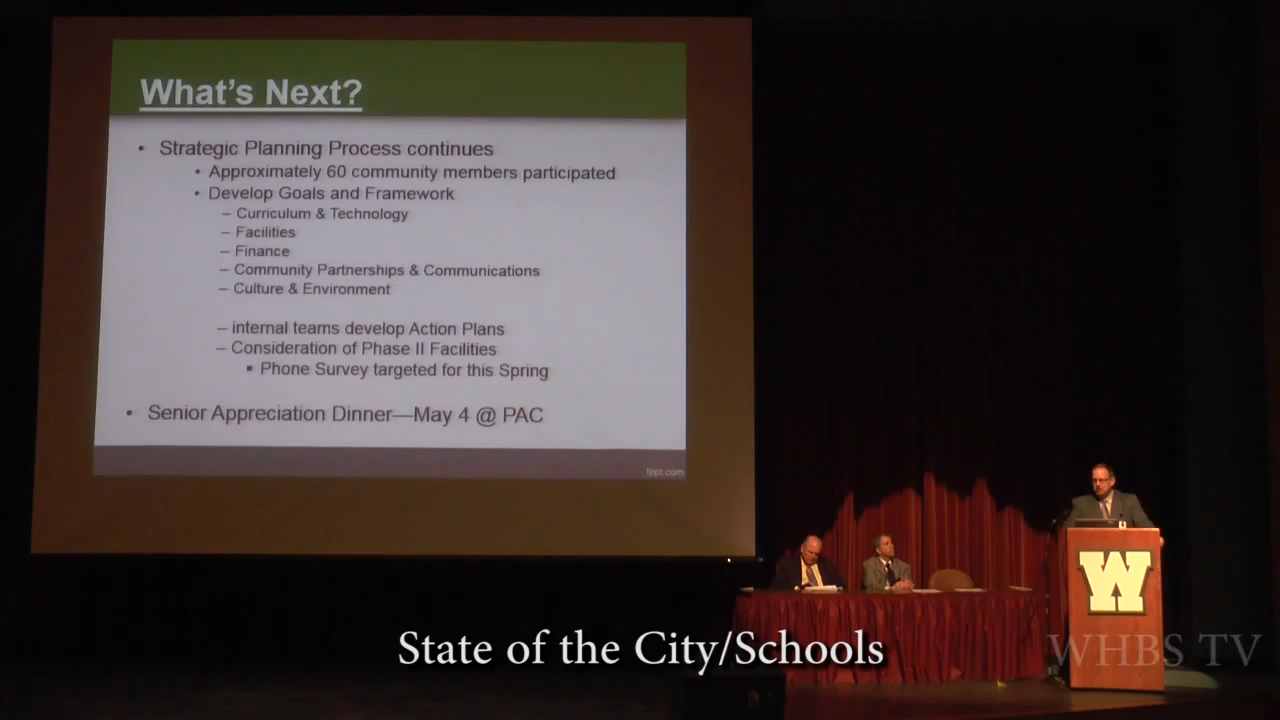 What's Next?
• Strategic Planning Process continues
• Approximately 60 community members participated
• Develop Goals and Framework
– Curriculum & Technology
– Facilities
– Finance
– Community Partnerships & Communications
– Culture & Environment
– internal teams develop Action Plans
– Consideration of Phase II Facilities
▪ Phone Survey targeted for this Spring
• Senior Appreciation Dinner—May 4 @ PAC
fppt.com
W
State of the City/Schools
WHBS TV